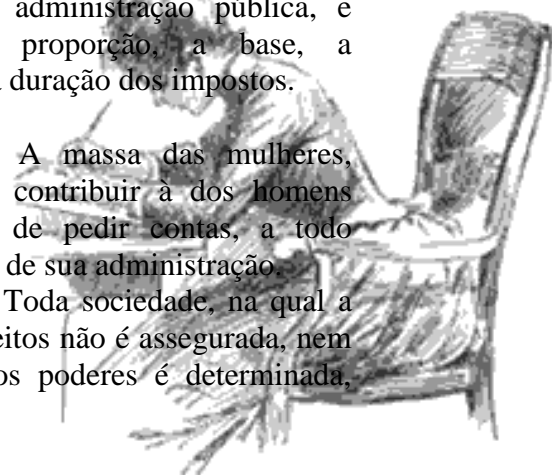 administração pública, e
proporção, a base, a
duração dos impostos.
A massa das mulheres,
contribuir à dos homens
de pedir contas, a todo
de sua administração.
Toda sociedade, na qual a
eitos não é assegurada, nem
os poderes é determinada,